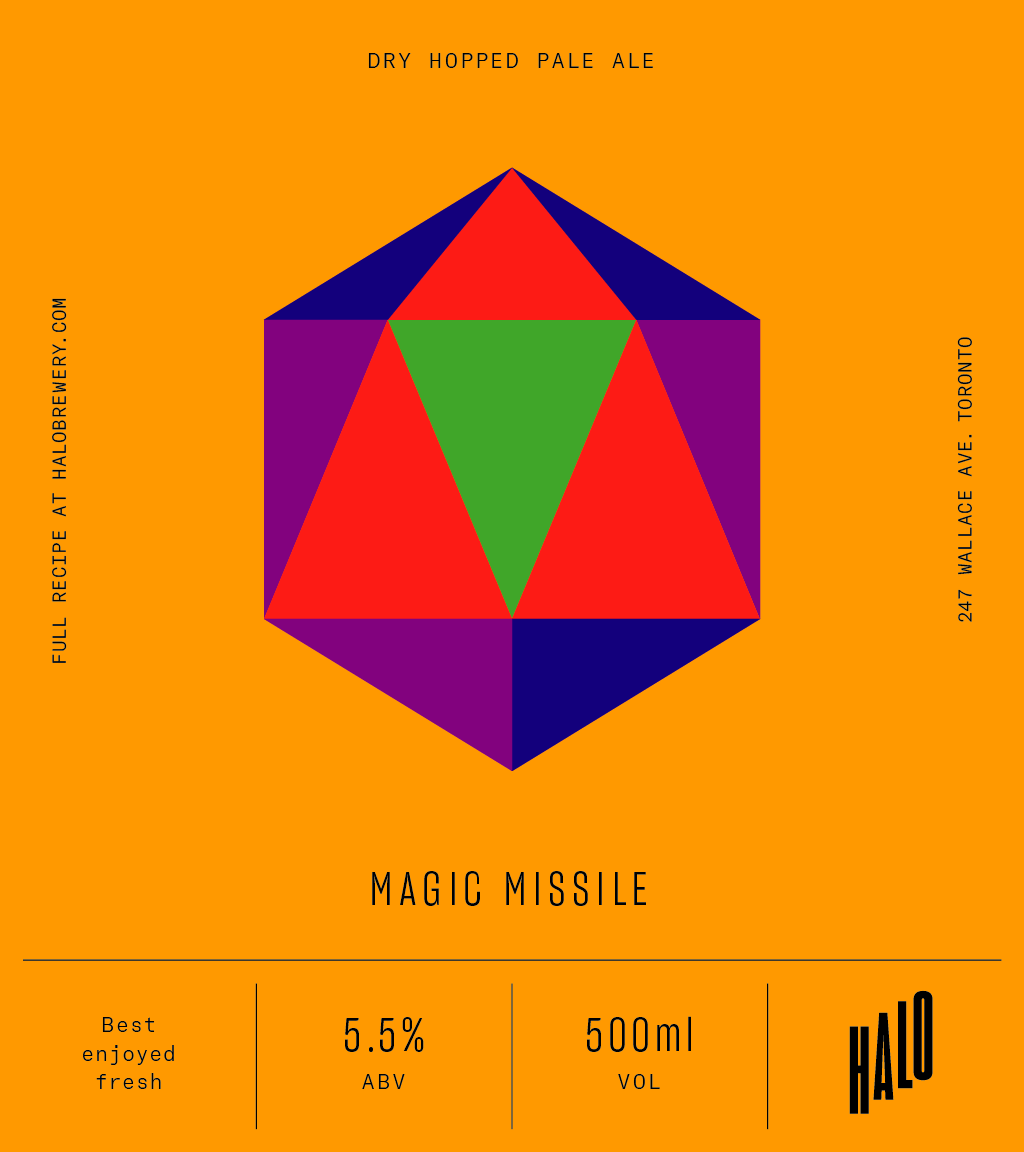 DRY HOPPED PALE ALE
FULL RECIPE AT HALOBREWERY.COM
247 WALLACE AVE. TORONTO
MAGIC MISSILE
Best
enjoyed
fresh
5.5%
ABV
500ml
VOL
HALO